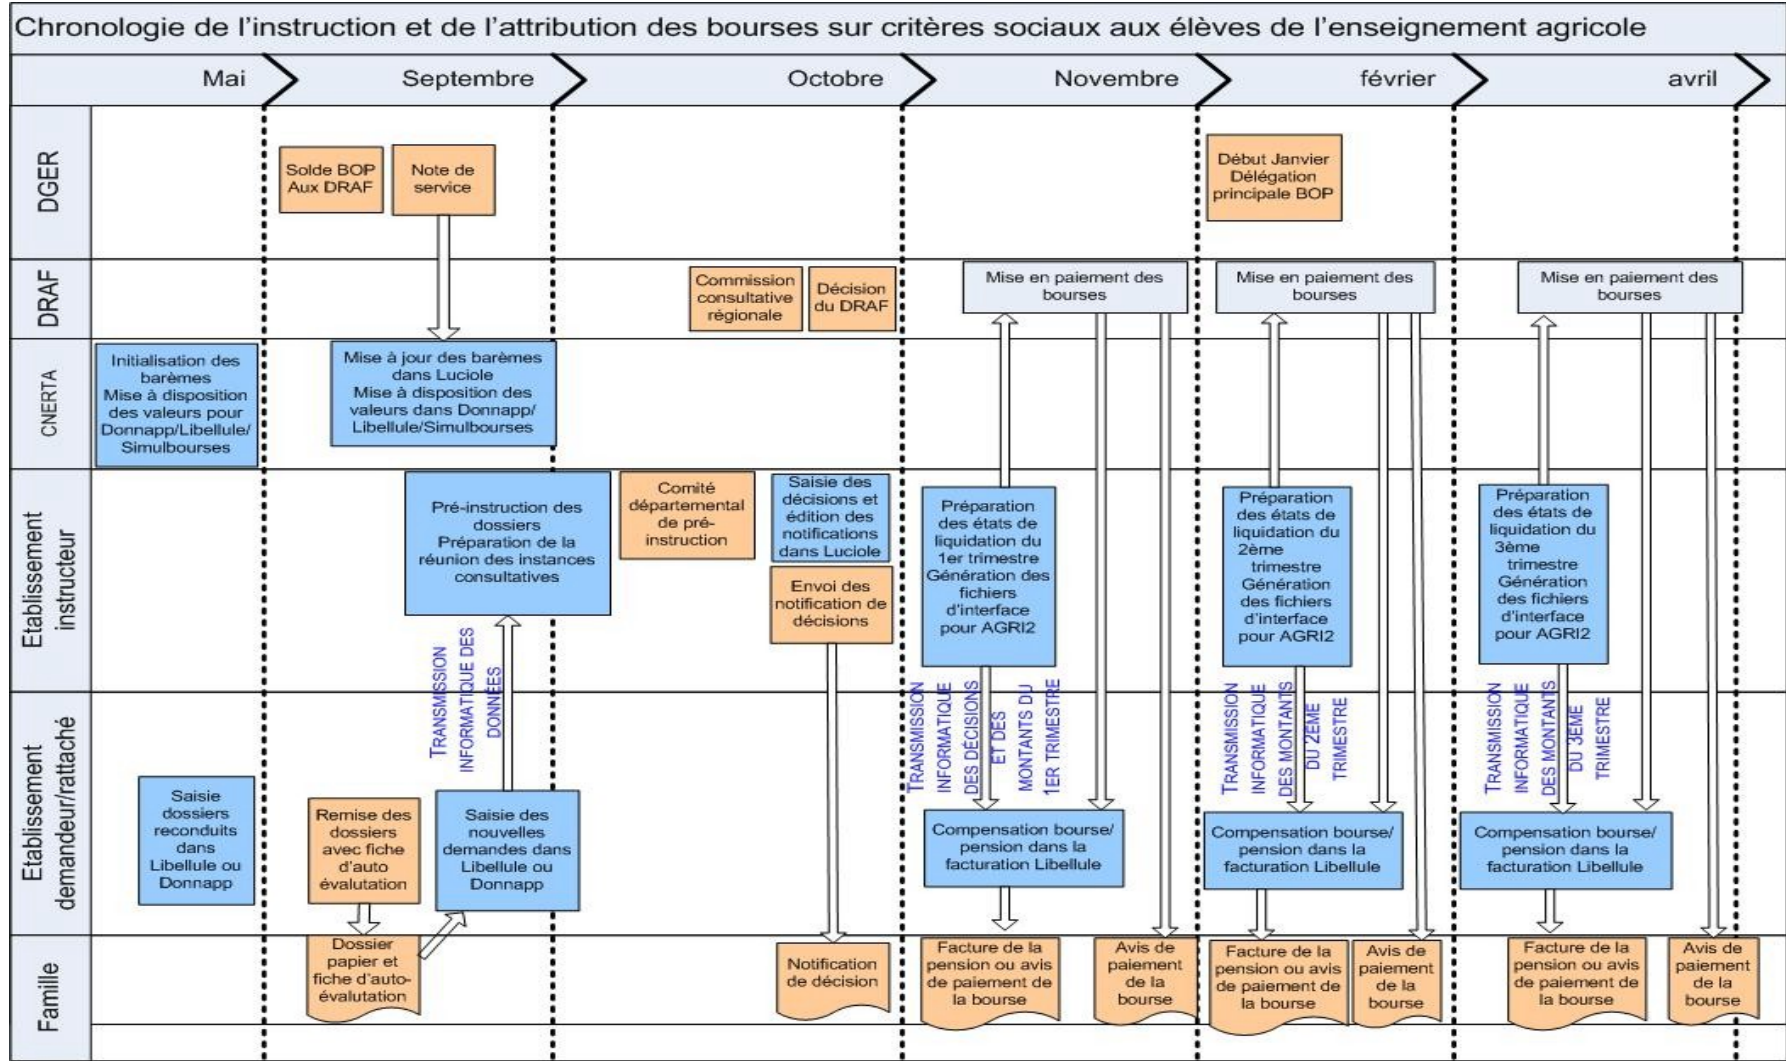 Chronologie de l'instruction et de l'attribution des bourses sur critères sociaux aux élèves de l'enseignement agricole
Mai
Septembre
Octobre
Novembre
février
avril
DGER
Solde BOP
Aux DRAF
Note de
service
Début Janvier
Délégation
principale BOP
DRAF
Commission
consultative
régionale
Décision
du DRAF
Mise en paiement des
bourses
Mise en paiement des
bourses
Mise en paiement des
bourses
CNERTA
Initialisation des
barèmes
Mise à disposition
des valeurs pour
Donnapp/Libellule/
Simulbourses
Mise à jour des barèmes
dans Luciole
Mise à disposition des
valeurs dans Donnapp/
Libellule/Simulbourses
Etablissement
instructeur
Pré-instruction des
dossiers
Préparation de la
réunion des instances
consultatives
Comité
départemental
de pré-
instruction
Saisie des
décisions et
édition des
notifications
dans Luciole
Envoi des
notification de
décisions
Préparation
des états de
liquidation du
1er trimestre
Génération des
fichiers
d'interface
pour AGRI2
Préparation
des états de
liquidation du
2ème
trimestre
Génération
des fichiers
d'interface
pour AGRI2
Préparation
des états de
liquidation du
3ème
trimestre
Génération
des fichiers
d'interface
pour AGRI2
TRANSMISSION
INFORMATIQUE DES
DONNÉES
TRANSMISSION
INFORMATIQUE
DES DÉCISIONS
ET DES
MONTANTS DU
1ER TRIMESTRE
TRANSMISSION
INFORMATIQUE
DES MONTANTS
DU 2ÈME
TRIMESTRE
TRANSMISSION
INFORMATIQUE
DES MONTANTS
DU 3ÈME
TRIMESTRE
Etablissement
demandeur/rattaché
Saisie
dossiers
reconduits
dans
Libellule ou
Donnapp
Remise des
dossiers
avec fiche
d'auto
évalutation
Saisie des
nouvelles
demandes dans
Libellule ou
Donnapp
Compensation bourse/
pension dans la
facturation Libellule
Compensation bourse/
pension dans la
facturation Libellule
Compensation bourse/
pension dans la
facturation Libellule
Famille
Dossier
papier et
fiche d'auto-
évalutation
Notification
de décision
Facture de la
pension ou avis
de paiement de
la bourse
Avis de
paiement
de la
bourse
Facture de la
pension ou avis
de paiement de
la bourse
Avis de
paiement
de la
bourse
Facture de la
pension ou avis
de paiement de
la bourse
Avis de
paiement
de la
bourse